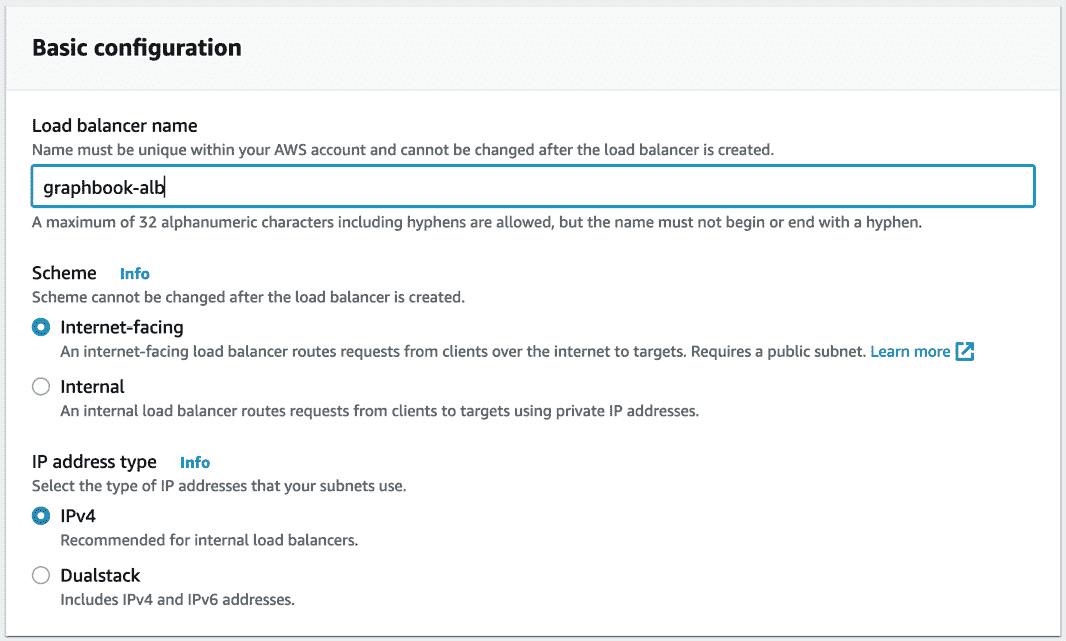 Basic configuration
Load balancer name
Name must be unique within your AWS account and cannot be changed after the load balancer is created.
graphbook-alb
A maximum of 32 alphanumeric characters including hyphens are allowed, but the name must not begin or end with a hyphen.
Scheme Info
Scheme cannot be changed after the load balancer is created.
Internet-facing
An internet-facing load balancer routes requests from clients over the internet to targets. Requires a public subnet. Learn more
Internal
An internal load balancer routes requests from clients to targets using private IP addresses.
IP address type Info
Select the type of IP addresses that your subnets use.
IPv4
Recommended for internal load balancers.
Dualstack
Includes IPv4 and IPv6 addresses.